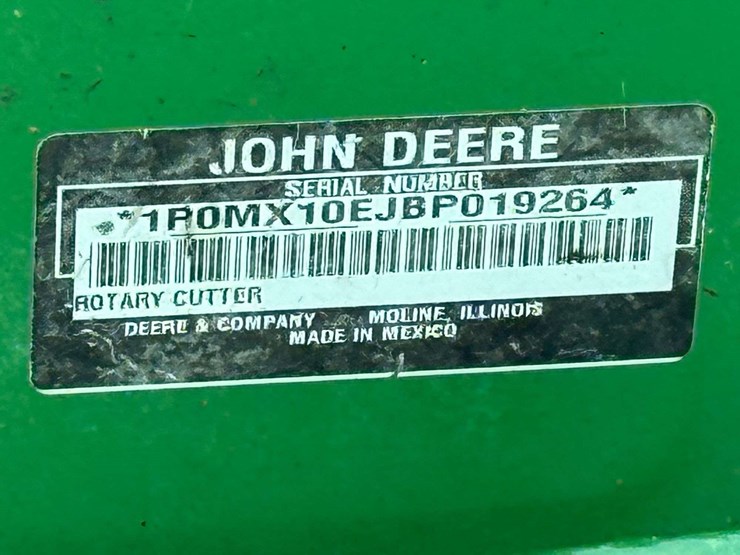 JOHN DEERE
SERIAL NUMBER
*1P0MX10EJBP019264*
ROTARY CUTTER
DEERE & COMPANY MOLINE, ILLINOIS
MADE IN MEXICO